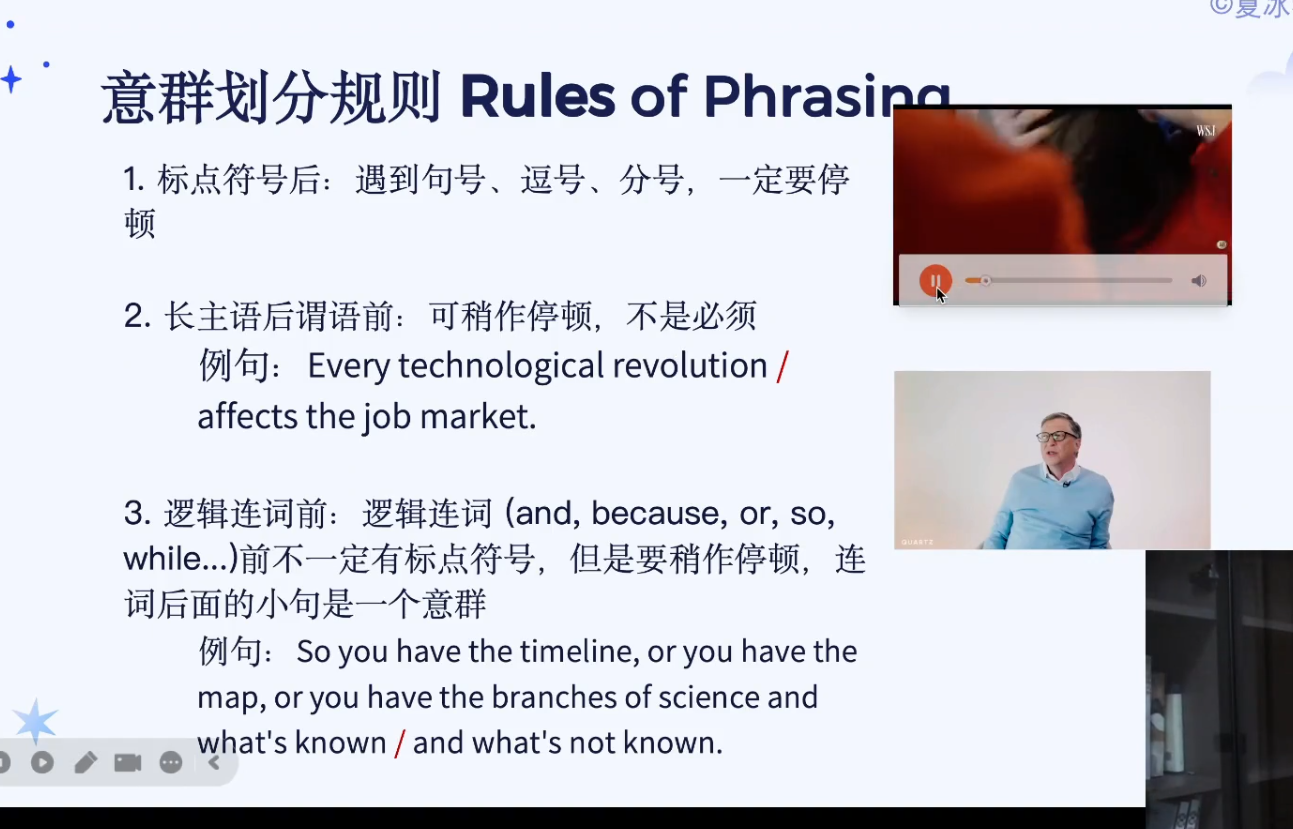 ©夏冰
意群划分规则 Rules of Phrasing
WSJ
1. 标点符号后：遇到句号、逗号、分号，一定要停
顿
2. 长主语后谓语前：可稍作停顿，不是必须
例句： Every technological revolution /
affects the job market.
3. 逻辑连词前：逻辑连词 (and, because, or, so,
while...)前不一定有标点符号，但是要稍作停顿，连
词后面的小句是一个意群
QUARTZ
例句： So you have the timeline, or you have the
map, or you have the branches of science and
what's known / and what's not known.